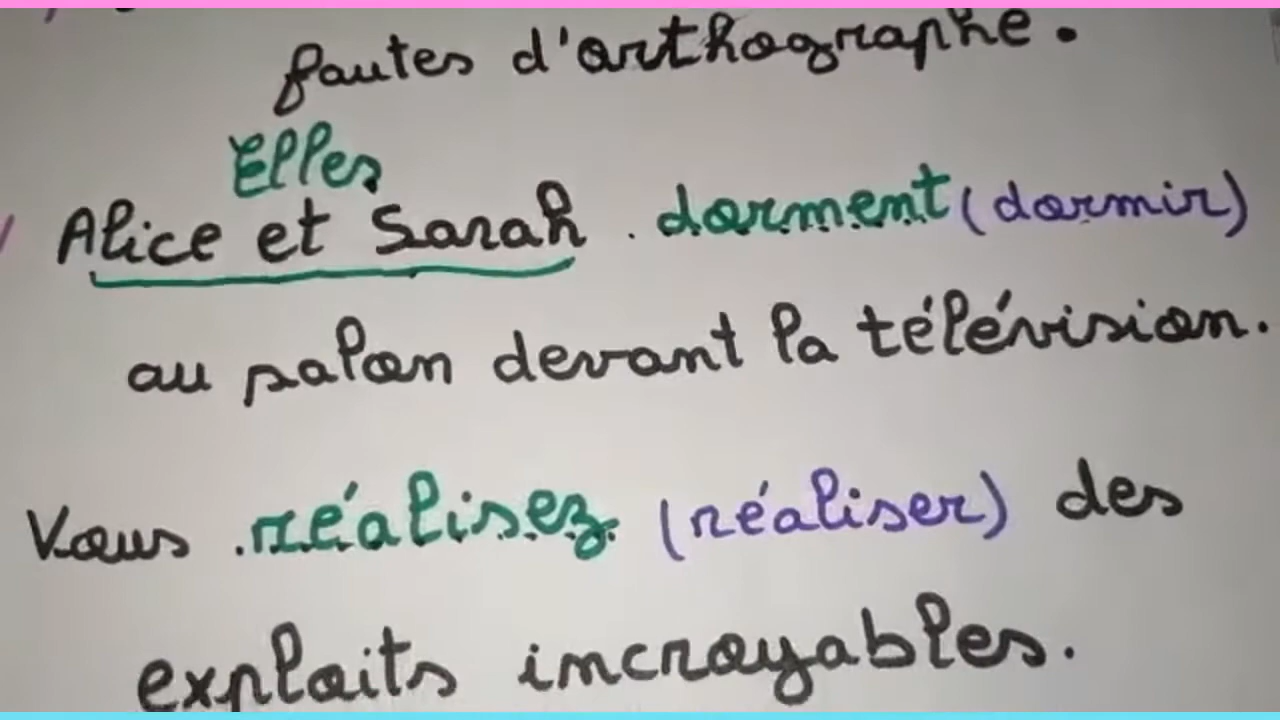 fautes d'orthographe.
Elles
Alice et Sarah . dorment (dormir)
au salon devant la télévision.
Vous réalisez (réaliser) des
exploits incroyables.